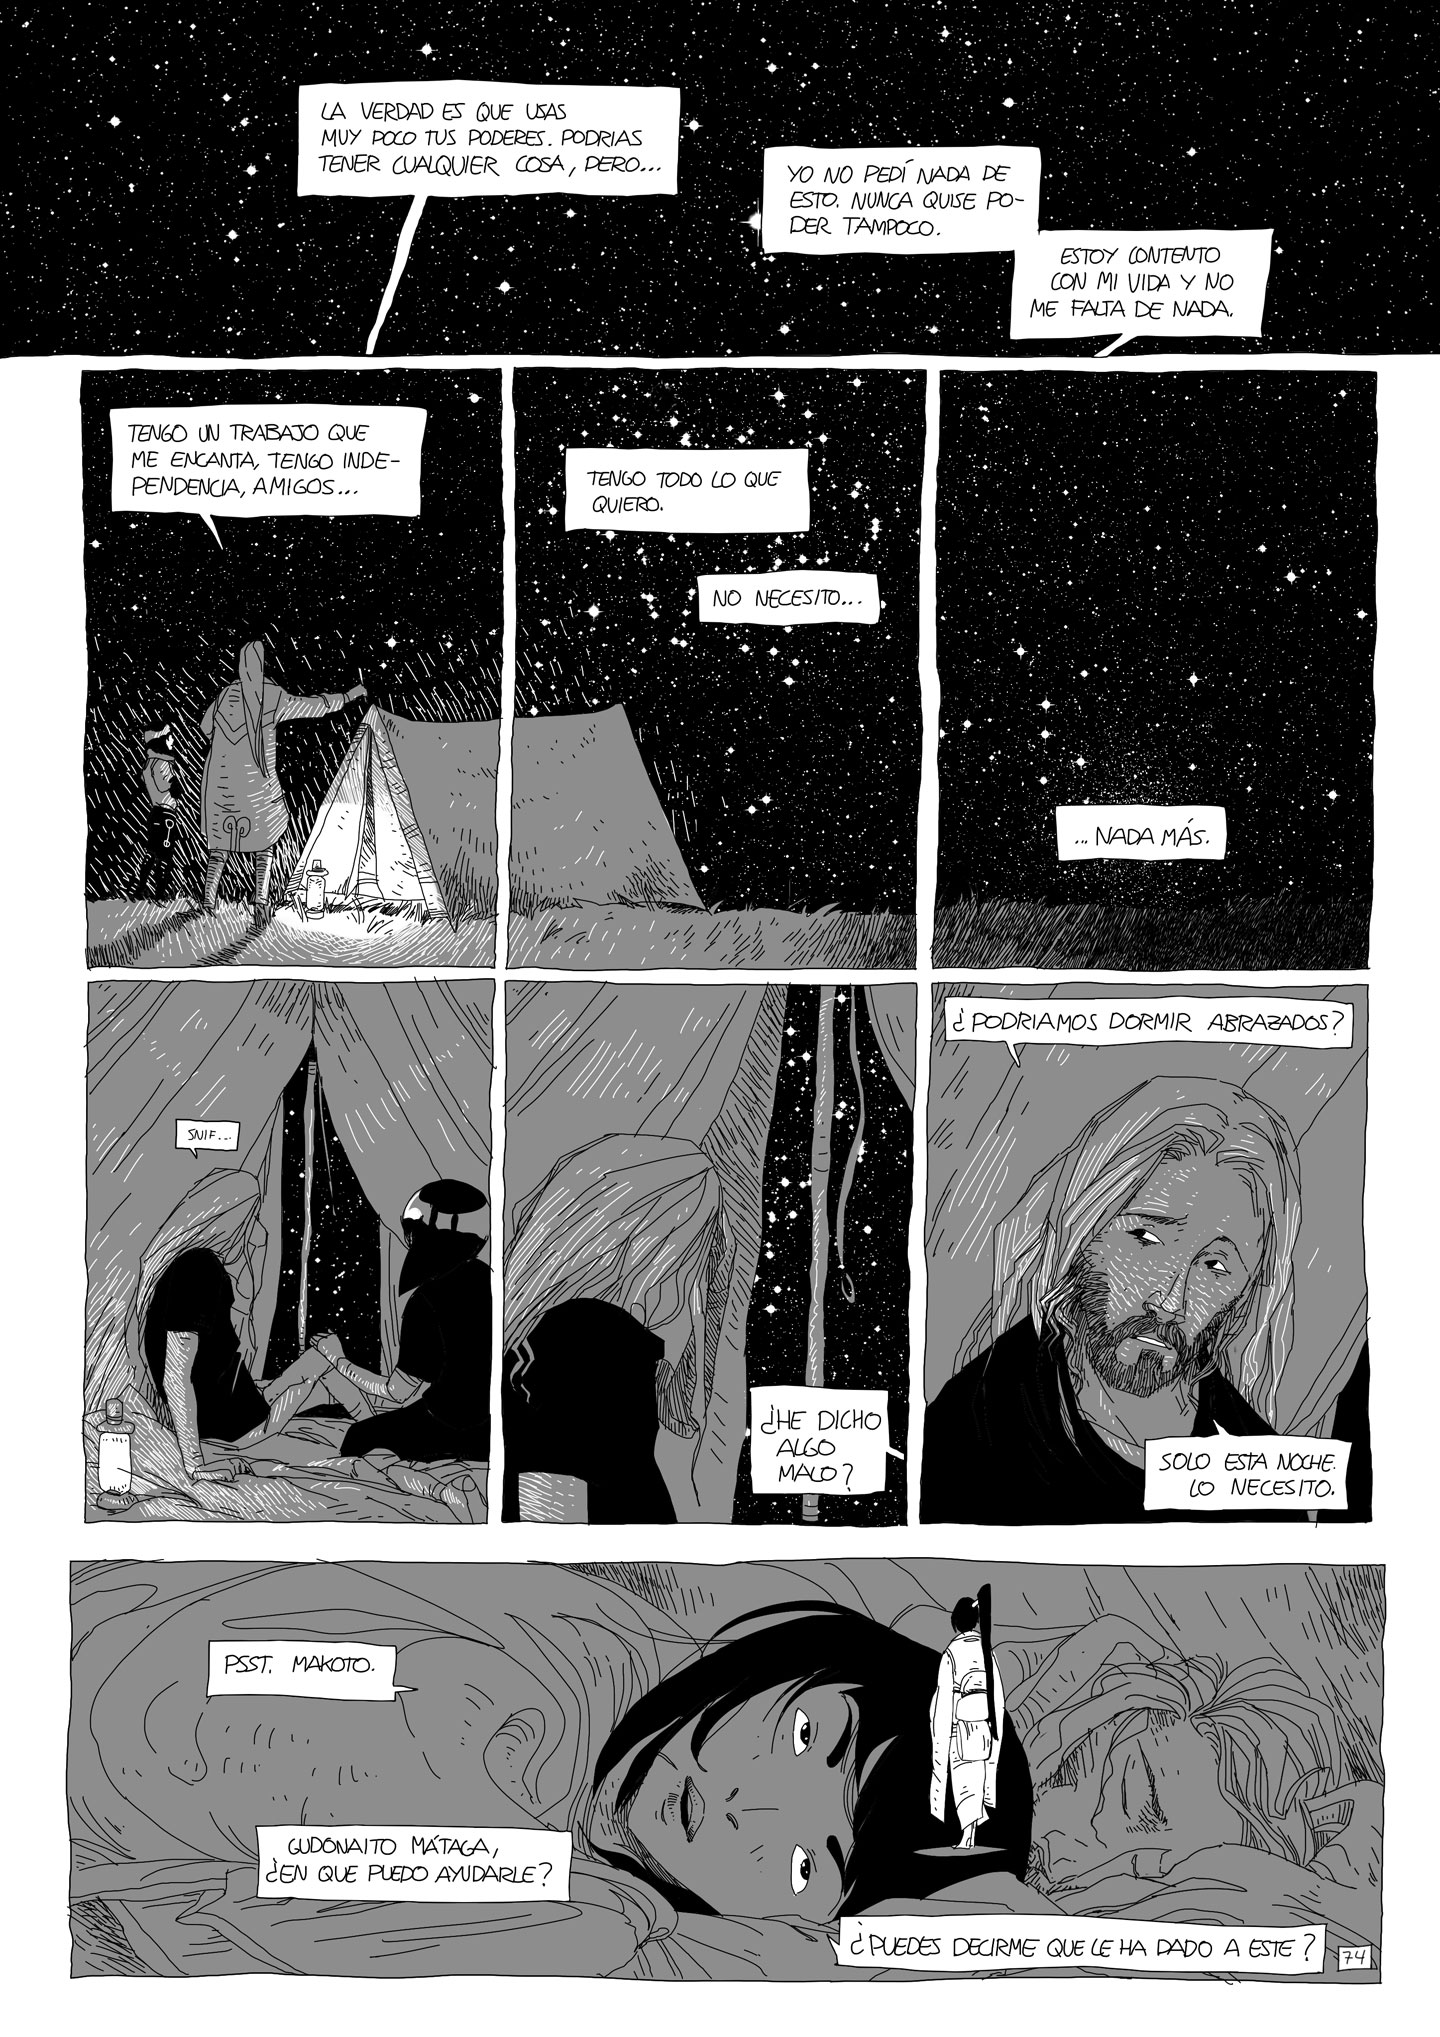 LA VERDAD ES QUE USAS
MUY POCO TUS PODERES. PODRIAS
TENER CUALQUIER COSA, PERO...
YO NO PEDÍ NADA DE
ESTO. NUNCA QUISE PO-
DER TAMPOCO.
ESTOY CONTENTO
CON MI VIDA Y NO
ME FALTA DE NADA.
TENGO UN TRABAJO QUE
ME ENCANTA, TENGO INDE-
PENDENCIA, AMIGOS...
TENGO TODO LO QUE
QUIERO.
NO NECESITO...
...NADA MÁS.
SNIF...
¿HE DICHO
ALGO
MALO?
¿PODRIAMOS DORMIR ABRAZADOS?
SOLO ESTA NOCHE.
LO NECESITO.
PSST. MAKOTO.
GUDONAITO MÁTAGA,
¿EN QUE PUEDO AYUDARLE?
¿PUEDES DECIRME QUE LE HA DADO A ESTE?
74